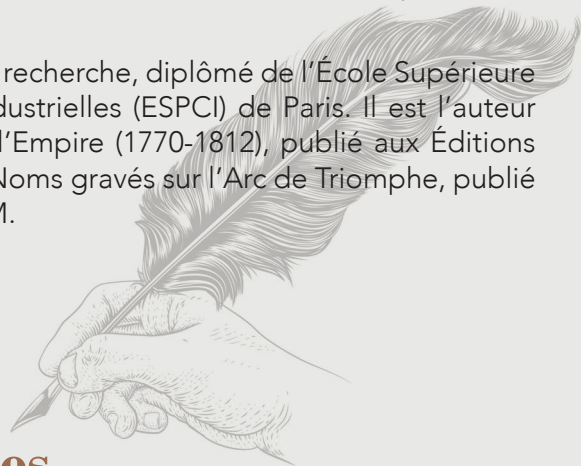 recherche, diplômé de l'École Supérieure
dustrielles (ESPCI) de Paris. Il est l'auteur
l'Empire (1770-1812), publié aux Éditions
Noms gravés sur l'Arc de Triomphe, publié
M.